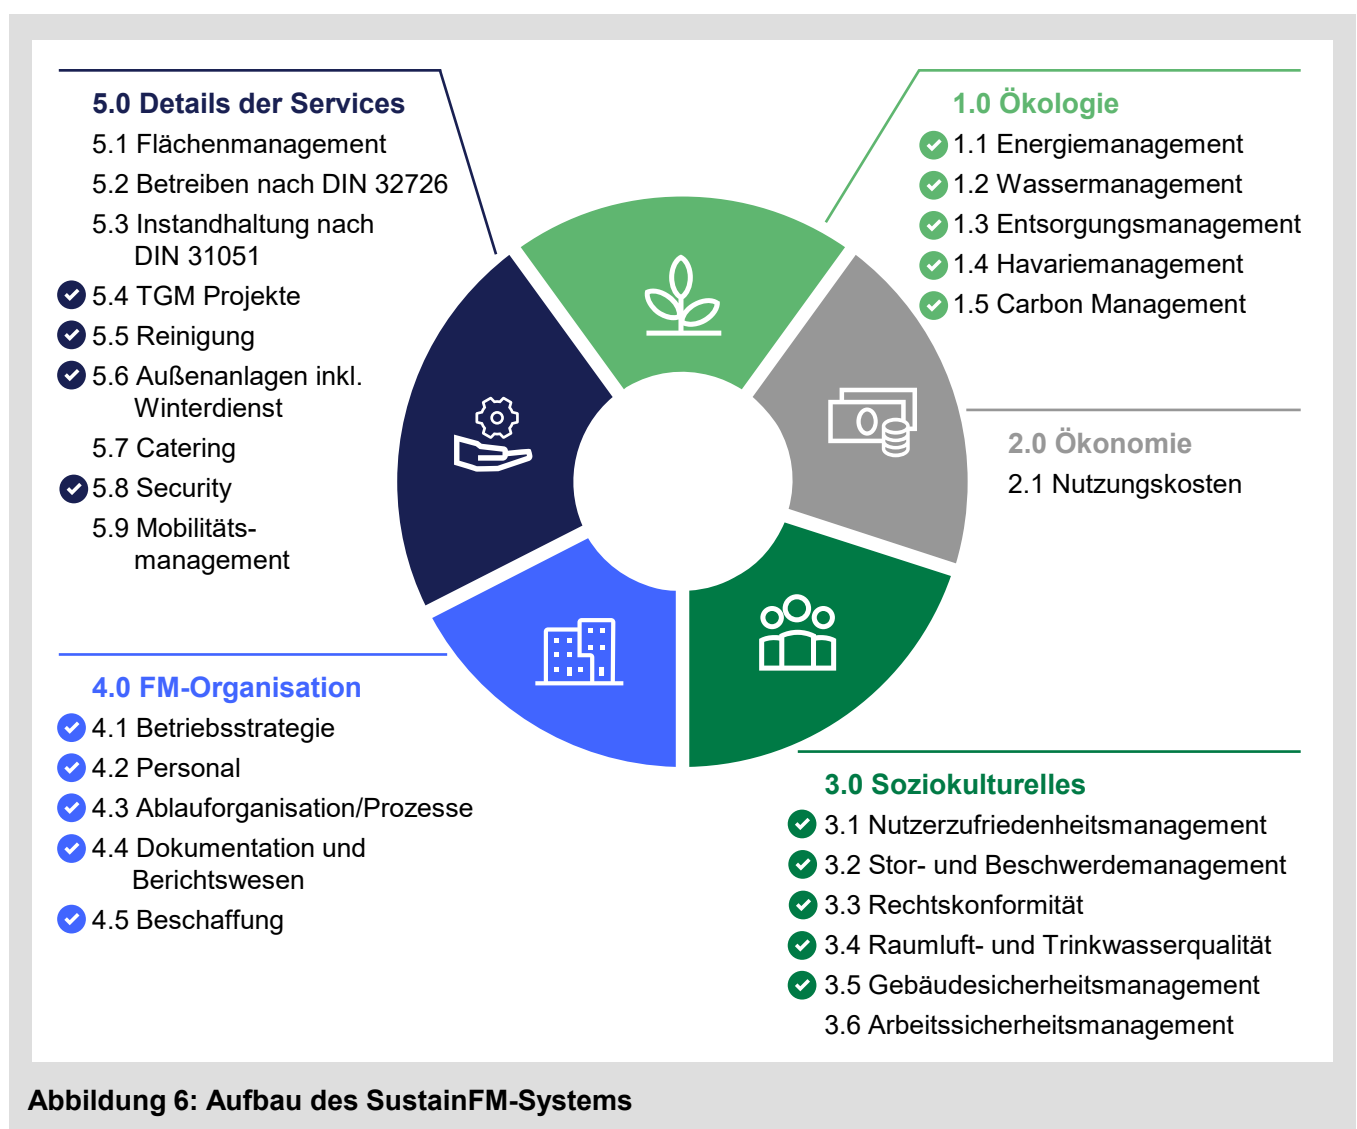 5.0 Details der Services
5.1 Flächenmanagement
5.2 Betreiben nach DIN 32726
5.3 Instandhaltung nach
DIN 31051
5.4 TGM Projekte
5.5 Reinigung
5.6 Außenanlagen inkl.
Winterdienst
5.7 Catering
5.8 Security
5.9 Mobilitäts-
management
1.0 Ökologie
1.1 Energiemanagement
1.2 Wassermanagement
1.3 Entsorgungsmanagement
1.4 Havariemanagement
1.5 Carbon Management
2.0 Ökonomie
2.1 Nutzungskosten
4.0 FM-Organisation
4.1 Betriebsstrategie
4.2 Personal
4.3 Ablauforganisation/Prozesse
4.4 Dokumentation und
Berichtswesen
4.5 Beschaffung
3.0 Soziokulturelles
3.1 Nutzerzufriedenheitsmanagement
3.2 Stor- und Beschwerdemanagement
3.3 Rechtskonformität
3.4 Raumluft- und Trinkwasserqualität
3.5 Gebäudesicherheitsmanagement
3.6 Arbeitssicherheitsmanagement
Abbildung 6: Aufbau des SustainFM-Systems